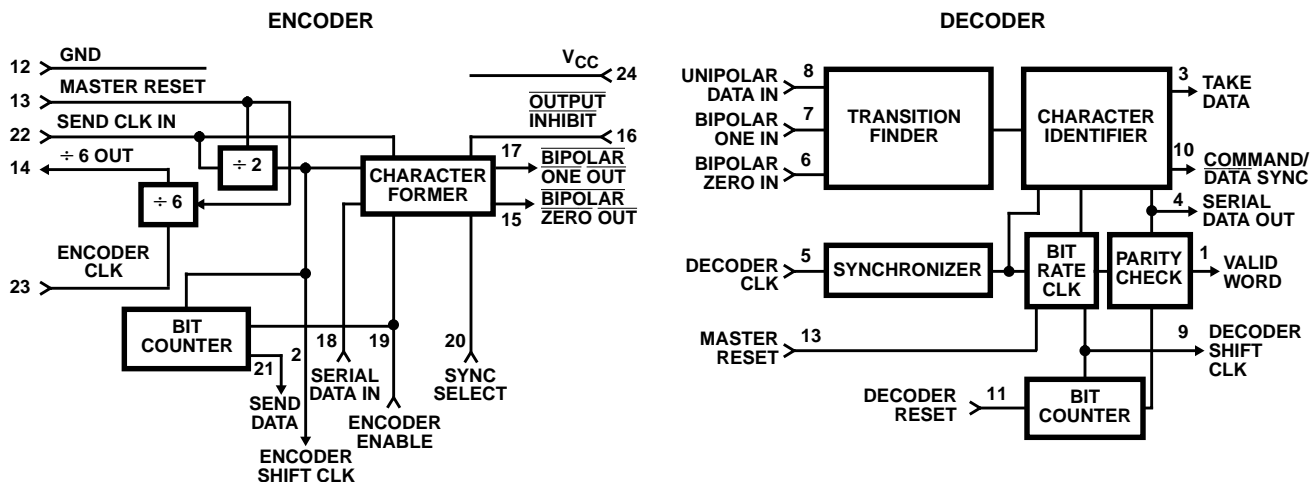 ENCODER
12
GND
13
MASTER RESET
22
SEND CLK IN
14
÷ 6 OUT
÷ 2
÷ 6
ENCODER
CLK
23
VCC
24
OUTPUT
INHIBIT
16
17
BIPOLAR
ONE OUT
CHARACTER
FORMER
15
BIPOLAR
ZERO OUT
BIT
COUNTER
21
2
18
19
20
SERIAL
DATA IN
SYNC
SELECT
SEND
DATA
ENCODER
ENABLE
ENCODER
SHIFT CLK
DECODER
UNIPOLAR
DATA IN
8
BIPOLAR
ONE IN
7
BIPOLAR
ZERO IN
6
TRANSITION
FINDER
CHARACTER
IDENTIFIER
3
TAKE
DATA
10
COMMAND/
DATA SYNC
4
SERIAL
DATA OUT
DECODER
CLK
5
SYNCHRONIZER
BIT
RATE
CLK
PARITY
CHECK
1
VALID
WORD
MASTER
RESET
13
9
DECODER
SHIFT
CLK
DECODER
RESET
11
BIT
COUNTER